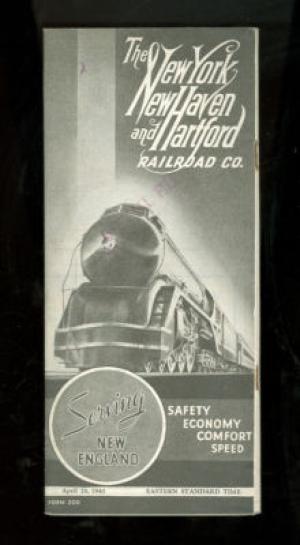 The
New York
New Haven
and Hartford
RAILROAD CO.
Serving
NEW
ENGLAND
SAFETY
ECONOMY
COMFORT
SPEED
April EASTERN STANDARD TIME
FORM 200